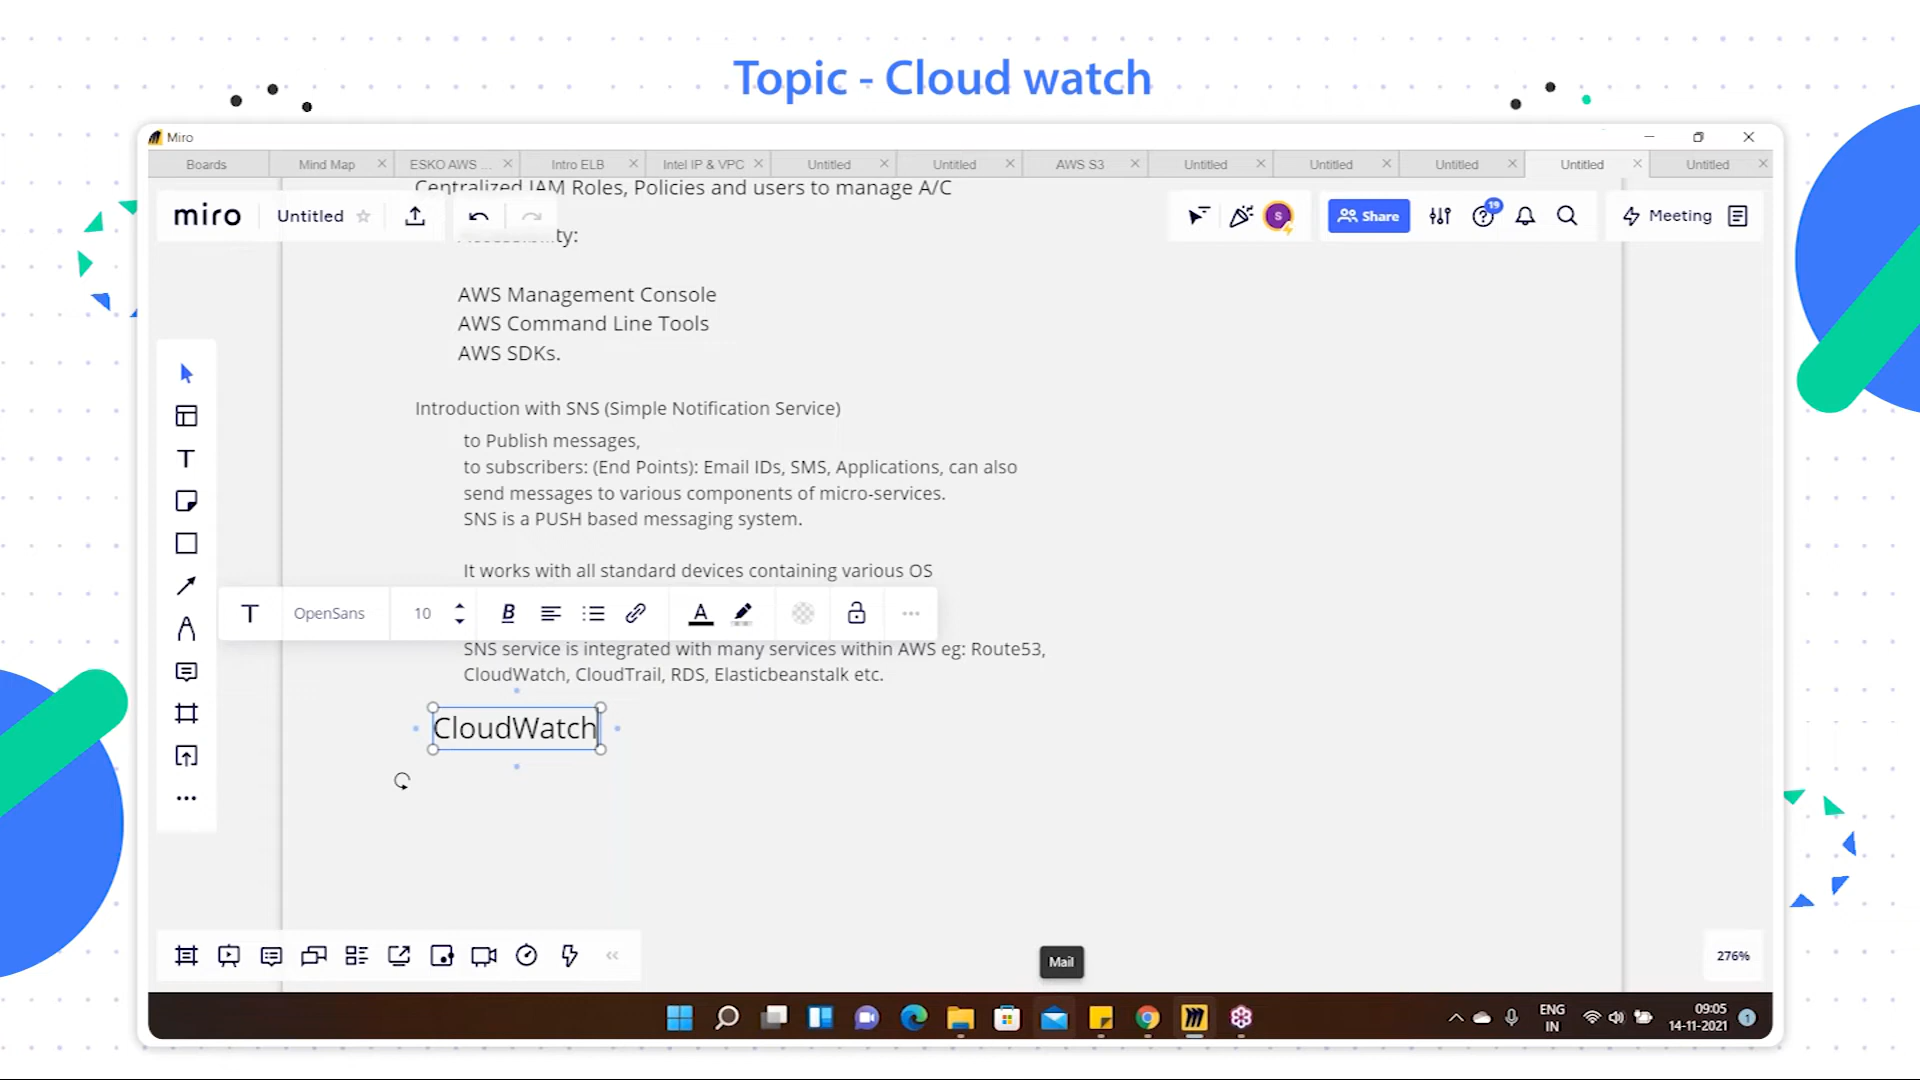 Topic - Cloud watch
Miro
Boards
Mind Map
ESKO AWS ...
Intro ELB
Intel IP & VPC
Untitled
Untitled
AWS S3
Untitled
Untitled
Untitled
Untitled
Untitled
Centralized IAM Roles, Policies and users to manage A/C
miro
Untitled
S
Share
19
Meeting
AWS Management Console
AWS Command Line Tools
AWS SDKs.
Introduction with SNS (Simple Notification Service)
to Publish messages,
to subscribers: (End Points): Email IDs, SMS, Applications, can also
send messages to various components of micro-services.
SNS is a PUSH based messaging system.
It works with all standard devices containing various OS
T
OpenSans
10
B
A
SNS service is integrated with many services within AWS eg: Route53,
CloudWatch, CloudTrail, RDS, Elasticbeanstalk etc.
CloudWatch
Mail
276%
ENG
IN
09:05
14-11-2021
1